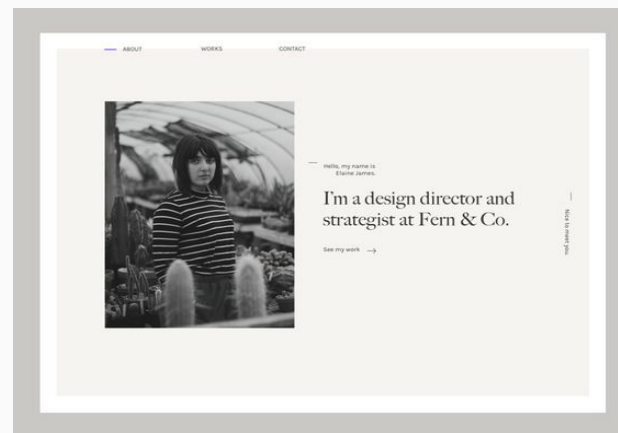 ABOUT
WORKS
CONTACT
Hello, my name is
Elaine James.
I'm a design director and
strategist at Fern & Co.
See my work
Nice to meet you.